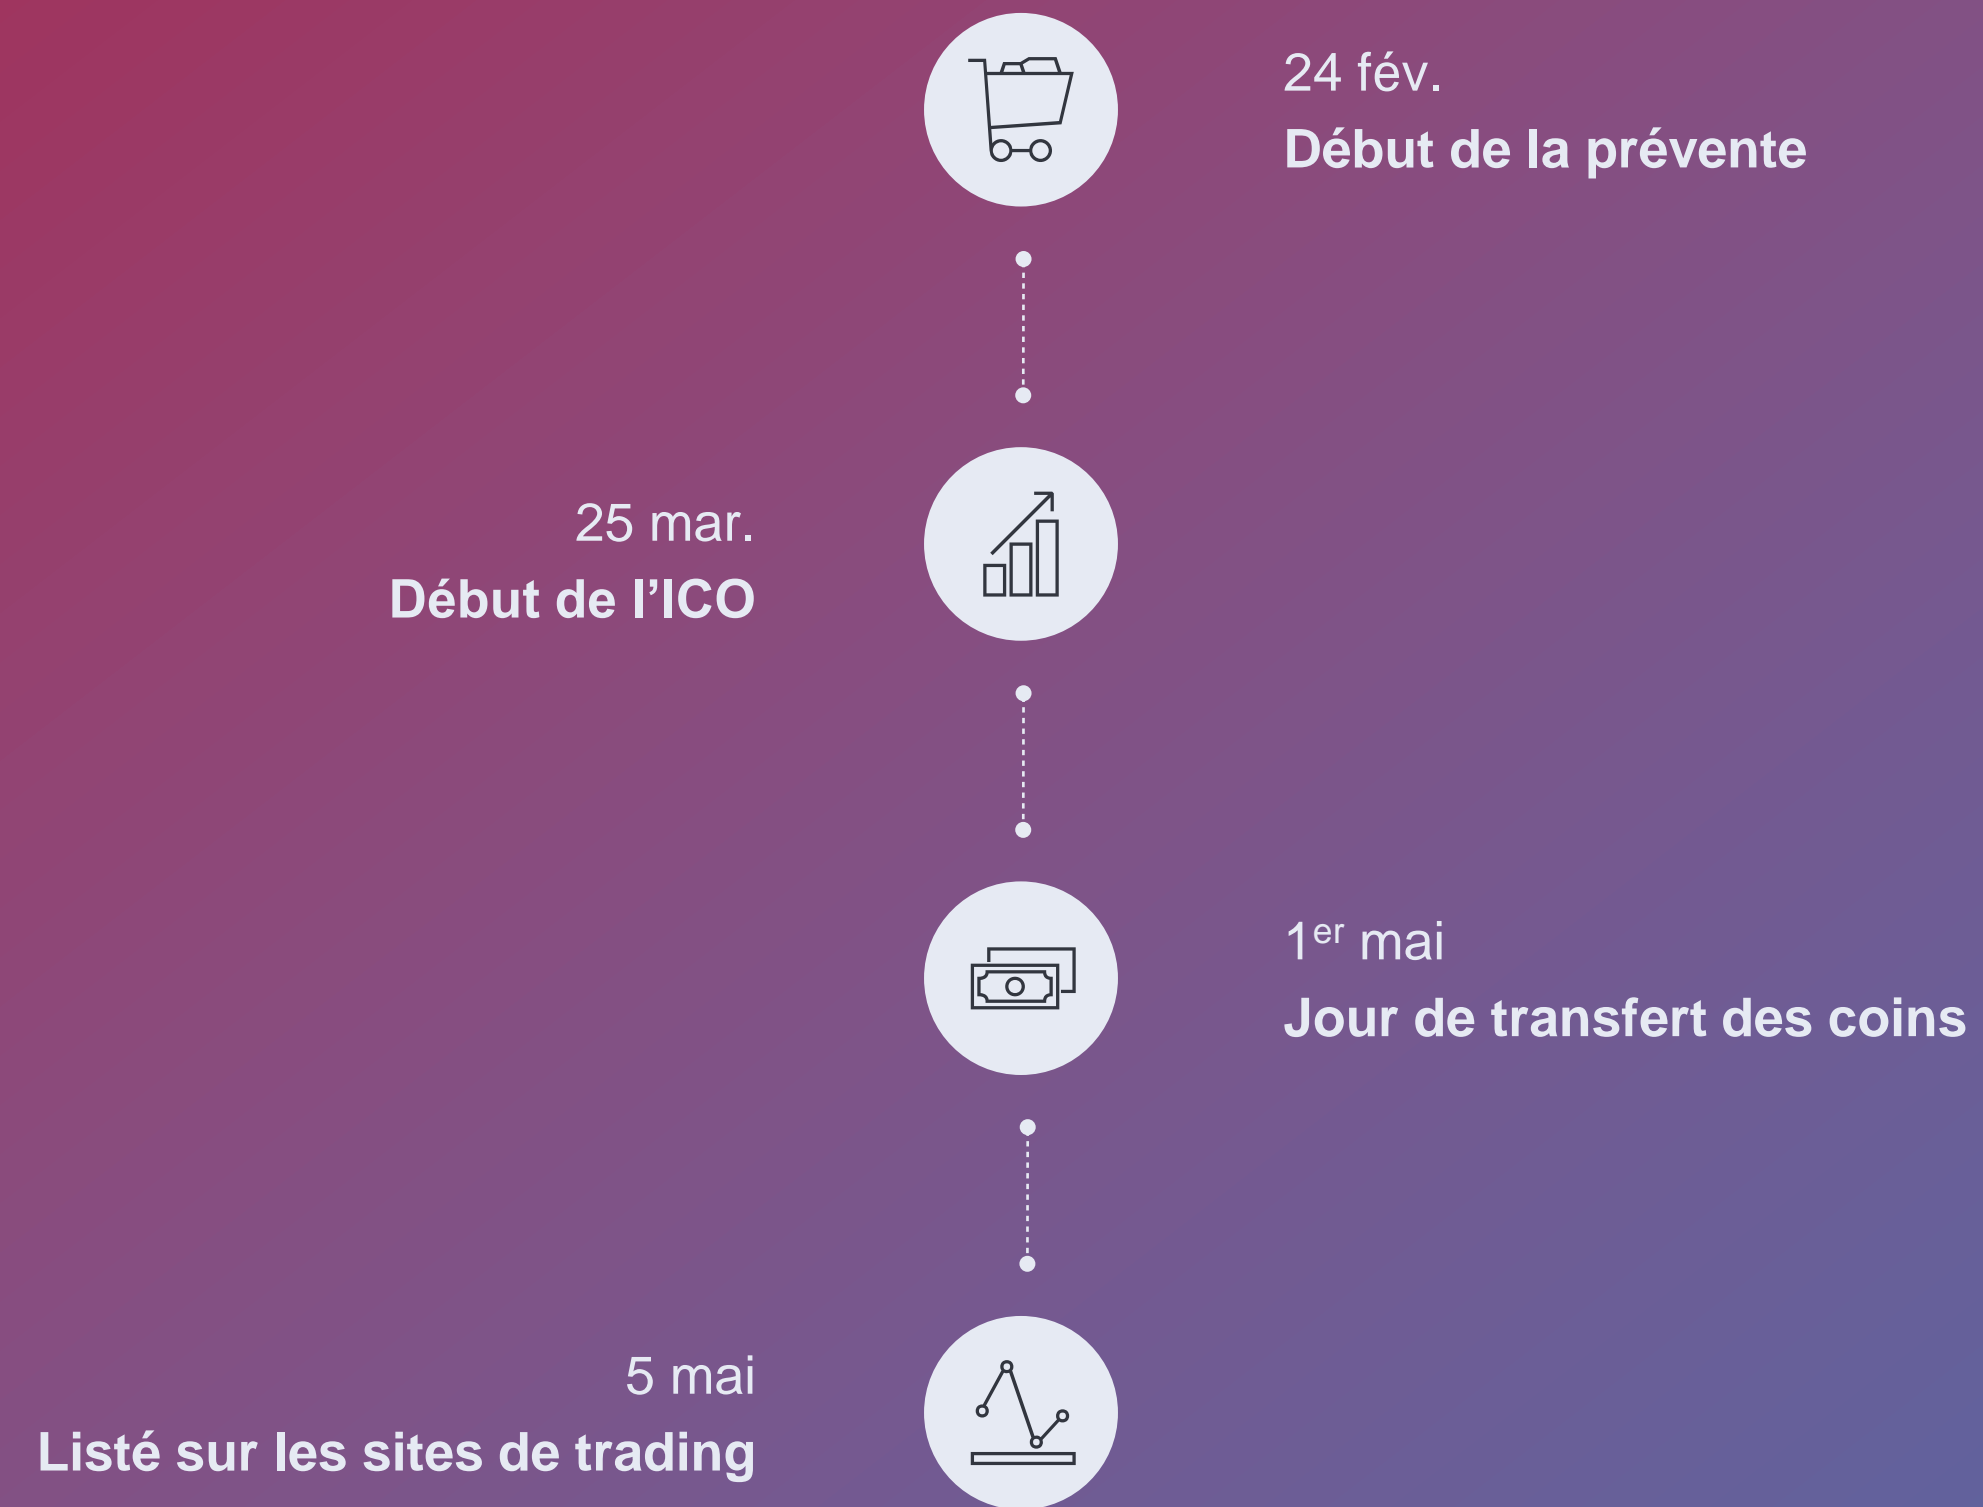 24 fév.
Début de la prévente
25 mar.
Début de l’ICO
1er mai
Jour de transfert des coins
5 mai
Listé sur les sites de trading